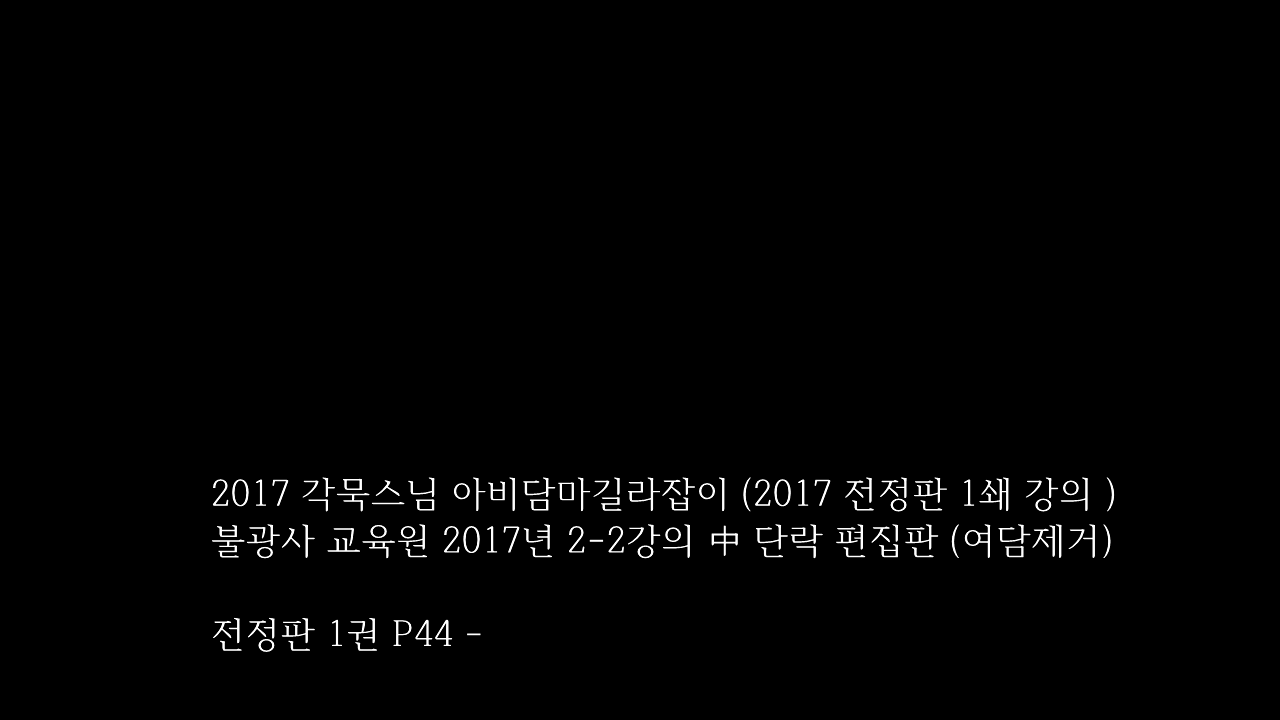 2017 각묵스님 아비담마길라잡이 (2017 전정판 1쇄 강의 )
불광사 교육원 2017년 2-2강의 中 단락 편집판 (여담제거)
전정판 1권 P44 -